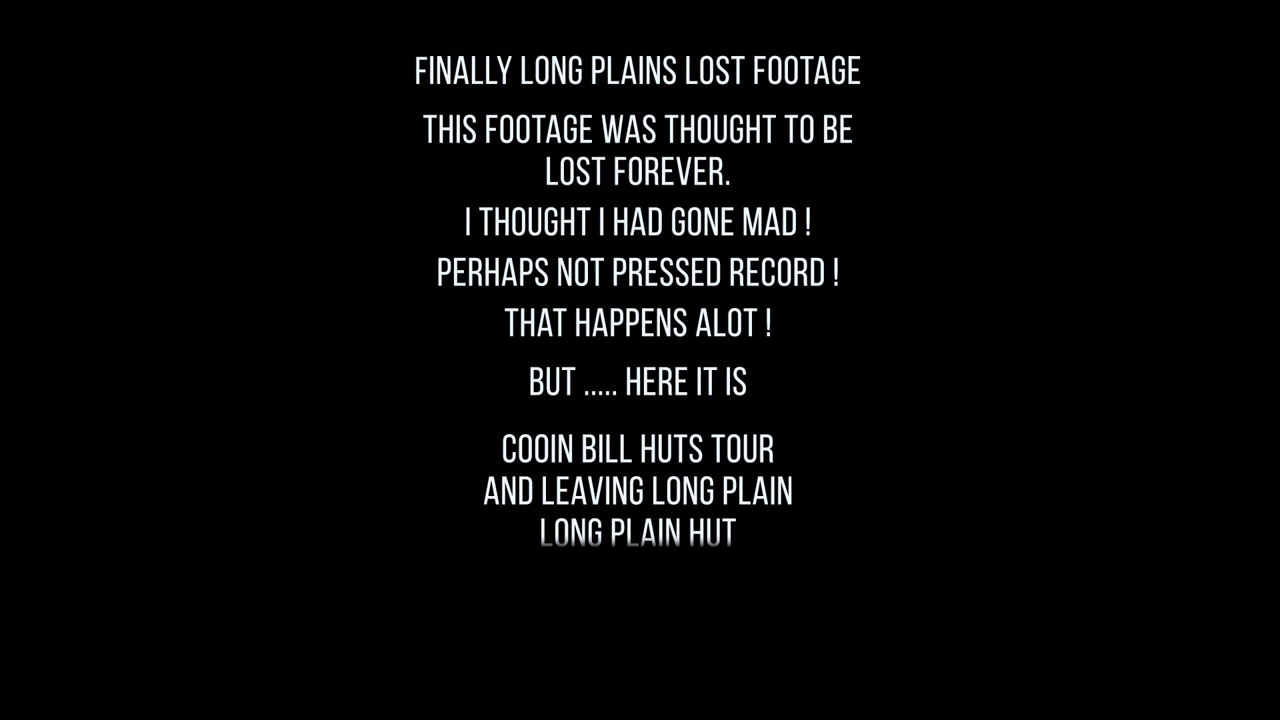 FINALLY LONG PLAINS LOST FOOTAGE
THIS FOOTAGE WAS THOUGHT TO BE
LOST FOREVER.
I THOUGHT I HAD GONE MAD !
PERHAPS NOT PRESSED RECORD !
THAT HAPPENS ALOT !
BUT ..... HERE IT IS
COOIN BILL HUTS TOUR
AND LEAVING LONG PLAIN
LONG PLAIN HUT